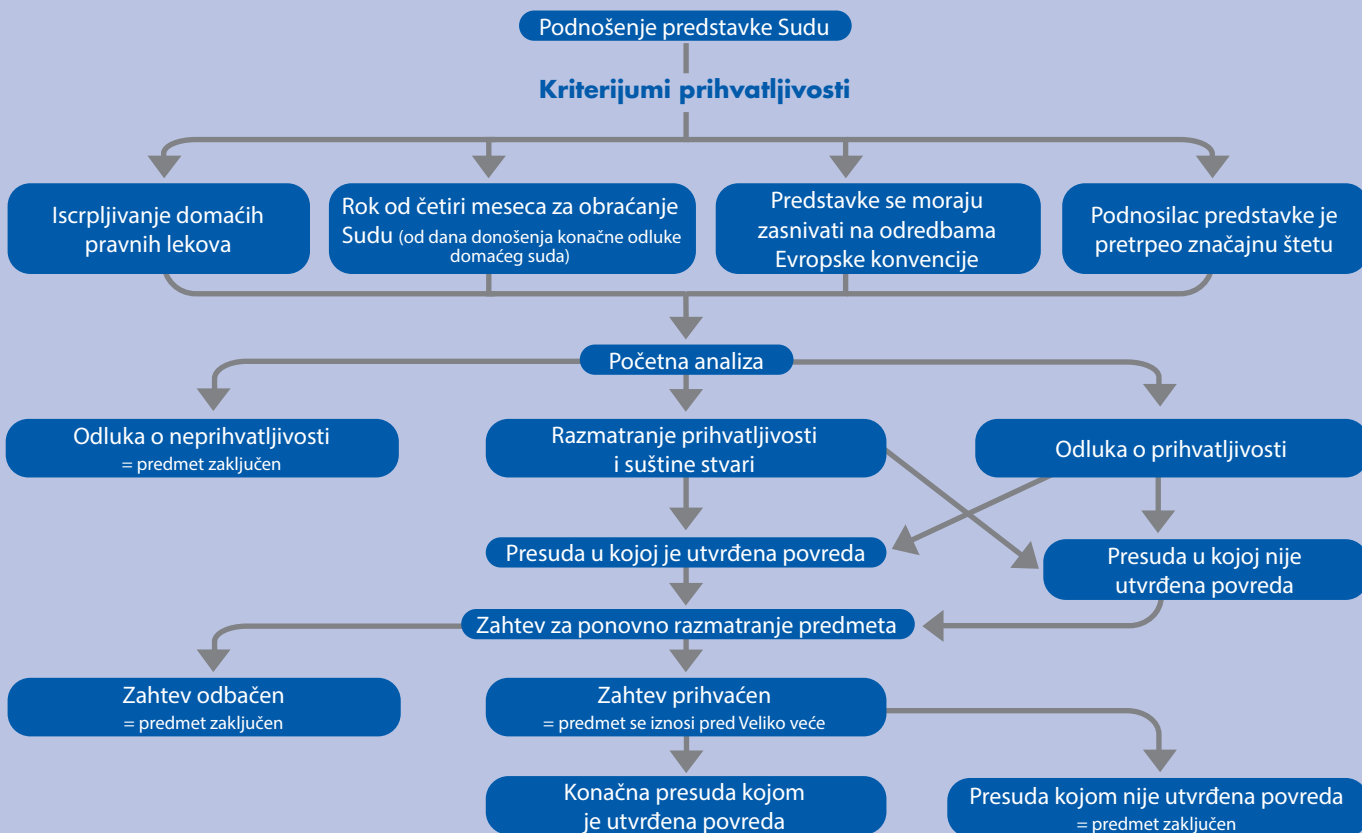 Podnošenje predstavke Sudu
Kriterijumi prihvatljivosti
Iscrpljivanje domaćih
pravnih lekova
Rok od četiri meseca za obraćanje
Sudu (od dana donošenja konačne odluke
domaćeg suda)
Predstavke se moraju
zasnivati na odredbama
Evropske konvencije
Podnosilac predstavke je
pretrpeo značajnu štetu
Početna analiza
Odluka o neprihvatljivosti
= predmet zaključen
Razmatranje prihvatljivosti
i suštine stvari
Odluka o prihvatljivosti
Presuda u kojoj je utvrđena povreda
Presuda u kojoj nije
utvrđena povreda
Zahtev za ponovno razmatranje predmeta
Zahtev odbačen
= predmet zaključen
Zahtev prihvaćen
= predmet se iznosi pred Veliko veće
Konačna presuda kojom
je utvrđena povreda
Presuda kojom nije utvrđena povreda
= predmet zaključen